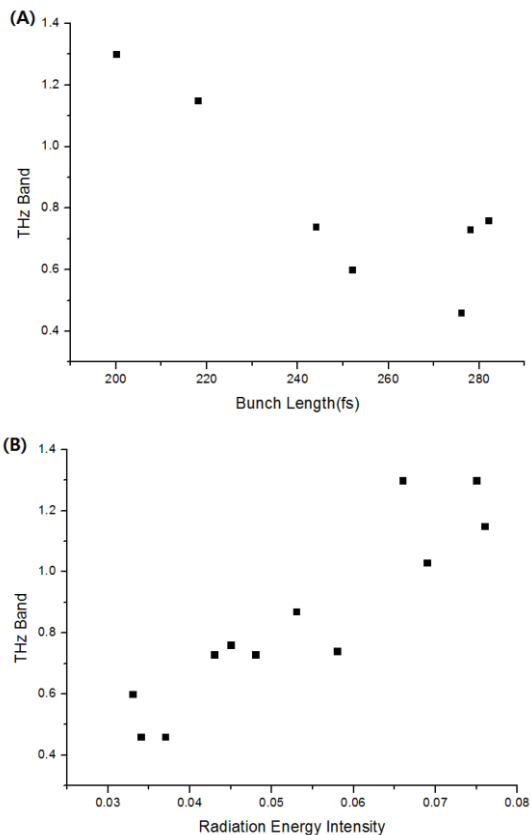 (A)
1.4
1.2
1.0
0.8
0.6
0.4
THz Band
200 220 240 260 280
Bunch Length(fs)
(B)
1.4
1.2
1.0
0.8
0.6
0.4
THz Band
0.03 0.04 0.05 0.06 0.07 0.08
Radiation Energy Intensity